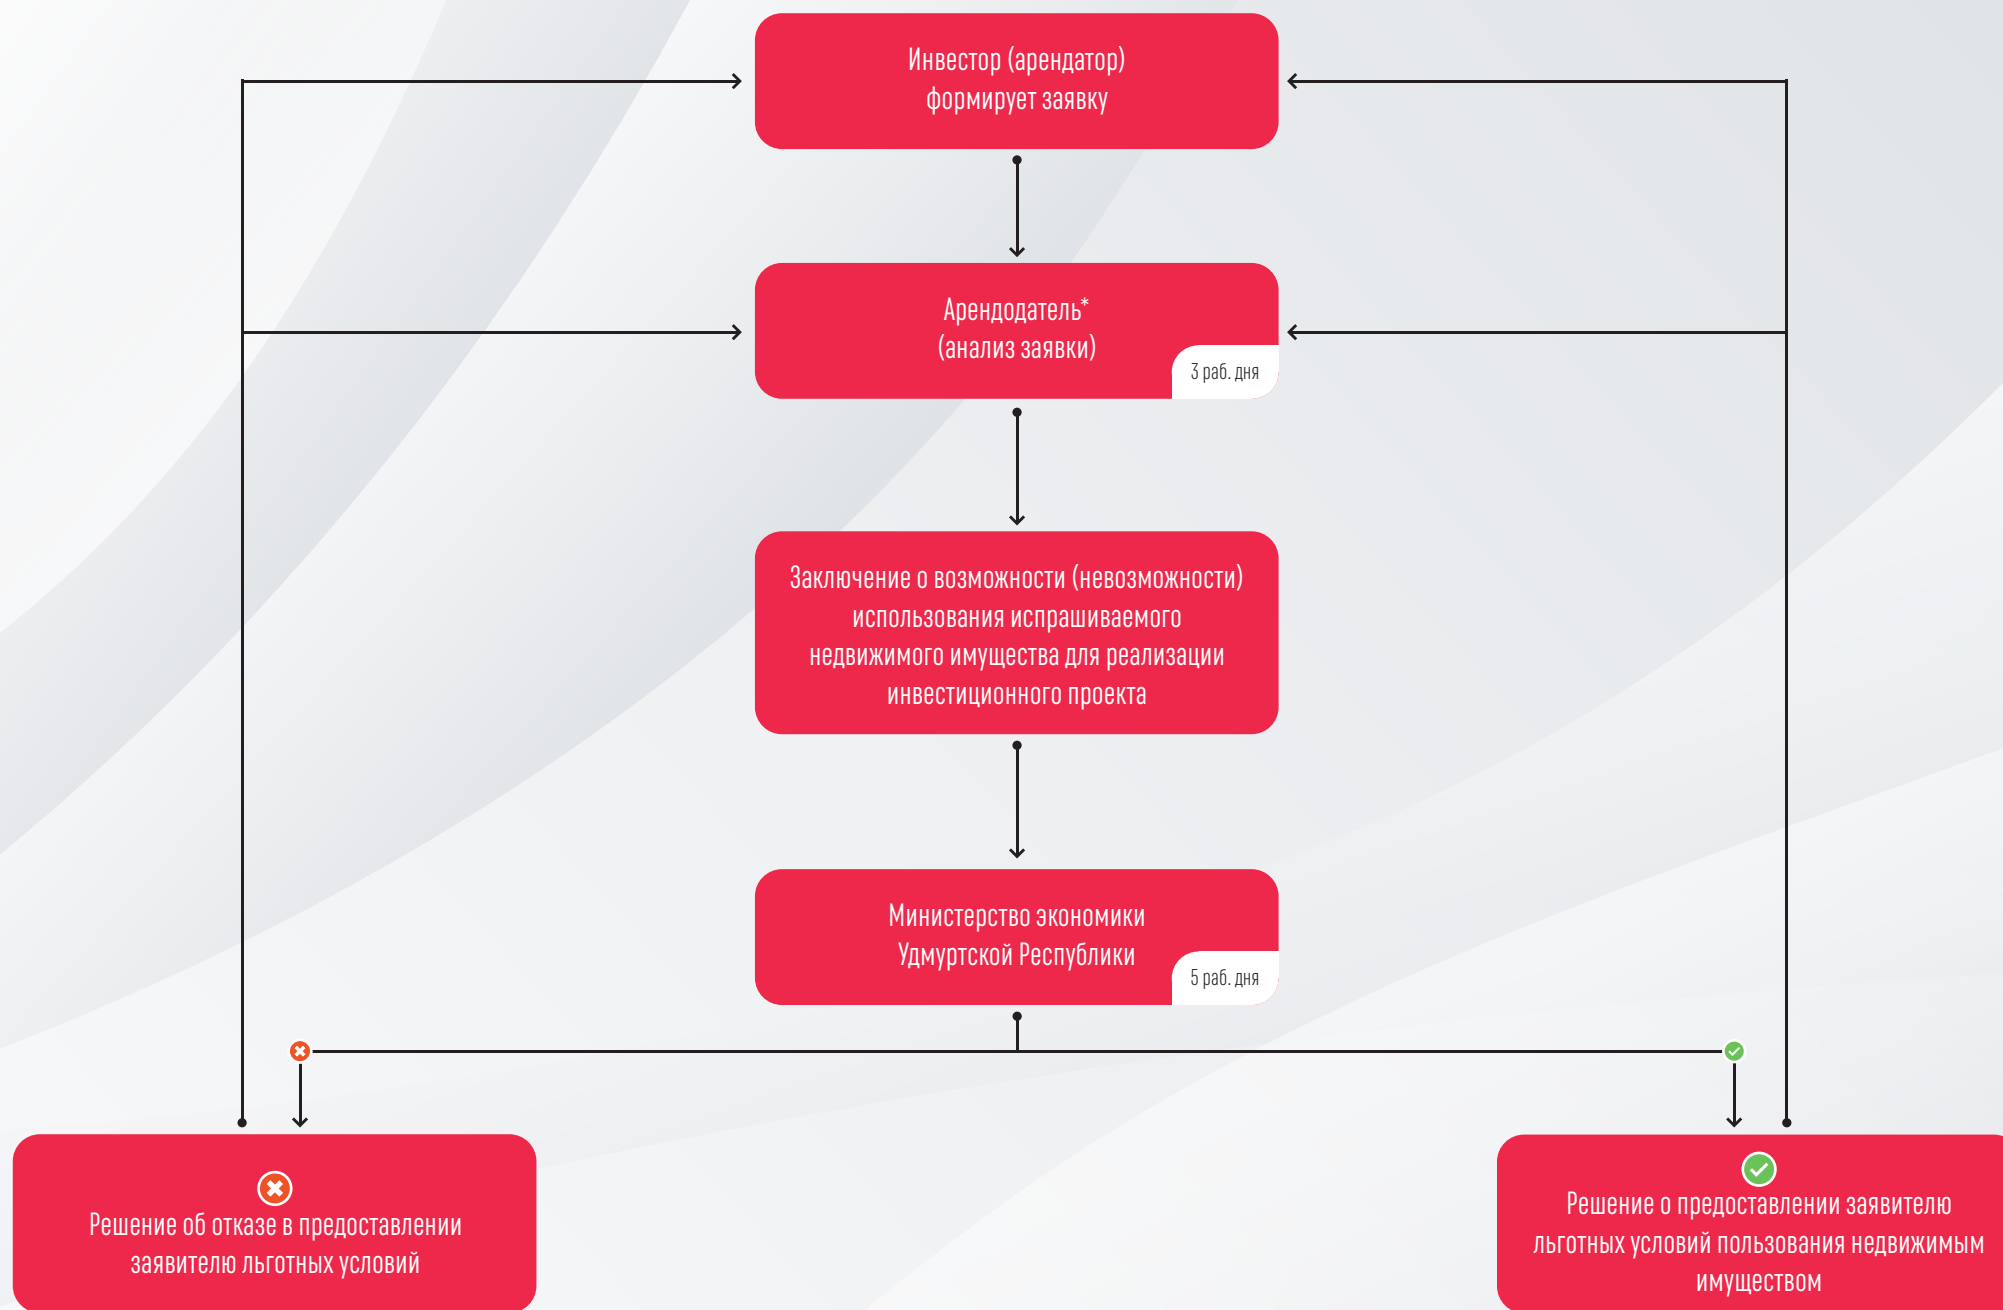 Инвестор (арендатор)
формирует заявку
Арендодатель*
(анализ заявки)
3 раб. дня
Заключение о возможности (невозможности)
использования испрашиваемого
недвижимого имущества для реализации
инвестиционного проекта
Министерство экономики
Удмуртской Республики
5 раб. дня
Решение об отказе в предоставлении
заявителю льготных условий
Решение о предоставлении заявителю
льготных условий пользования недвижимым
имуществом